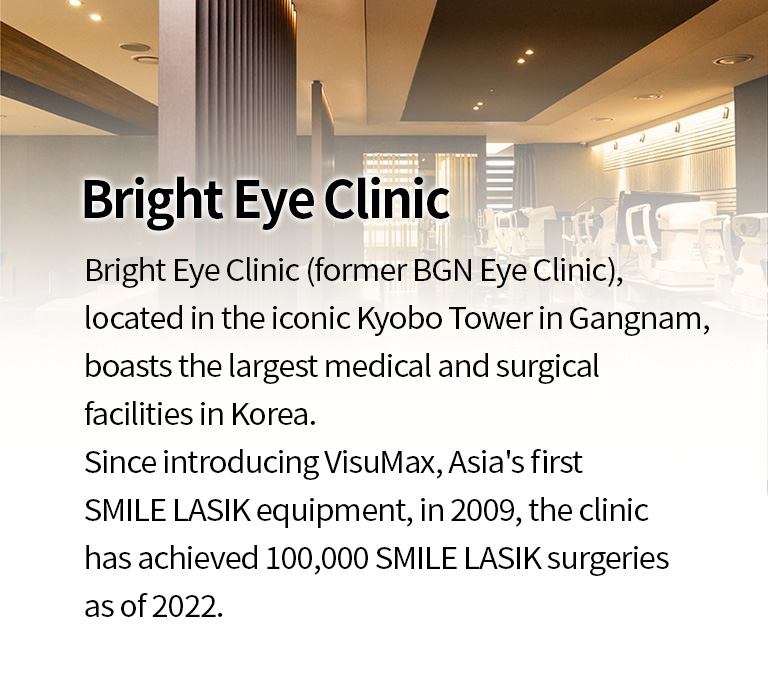 Bright Eye Clinic
Bright Eye Clinic (former BGN Eye Clinic),
located in the iconic Kyobo Tower in Gangnam,
boasts the largest medical and surgical
facilities in Korea.
Since introducing VisuMax, Asia's first
SMILE LASIK equipment, in 2009, the clinic
has achieved 100,000 SMILE LASIK surgeries
as of 2022.